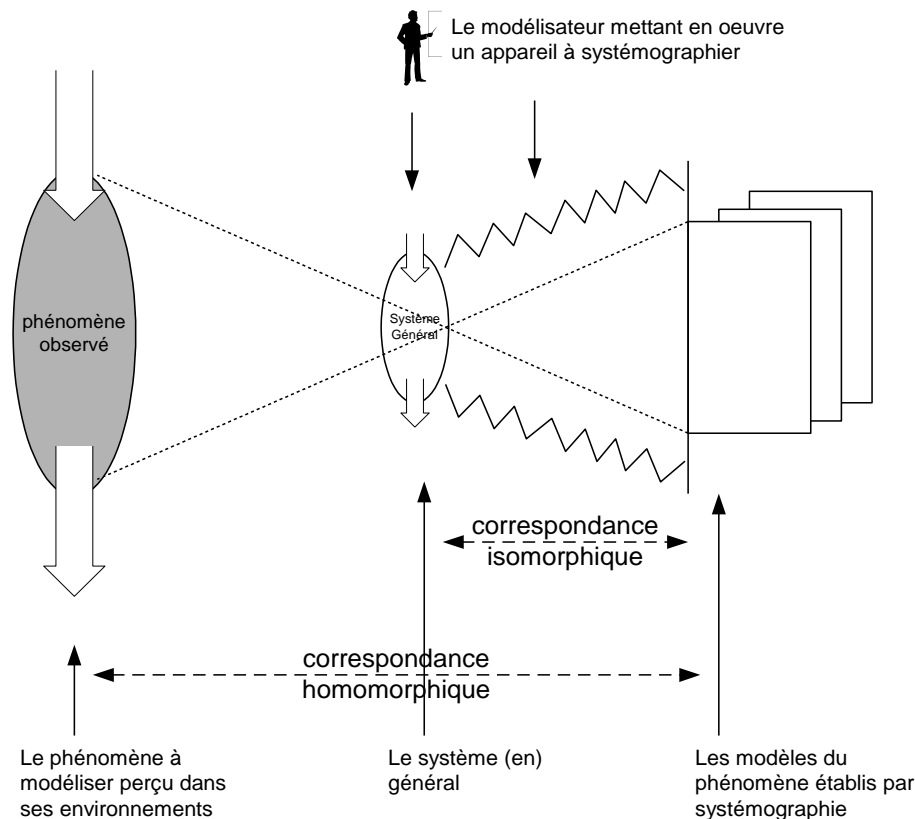 Le modélisateur mettant en oeuvre
un appareil à systémographier
phénomène
observé
Système
Général
correspondance
isomorphique
correspondance
homomorphique
Le phénomène à
modéliser perçu dans
ses environnements
Le système (en)
général
Les modèles du
phénomène établis par
systémographie